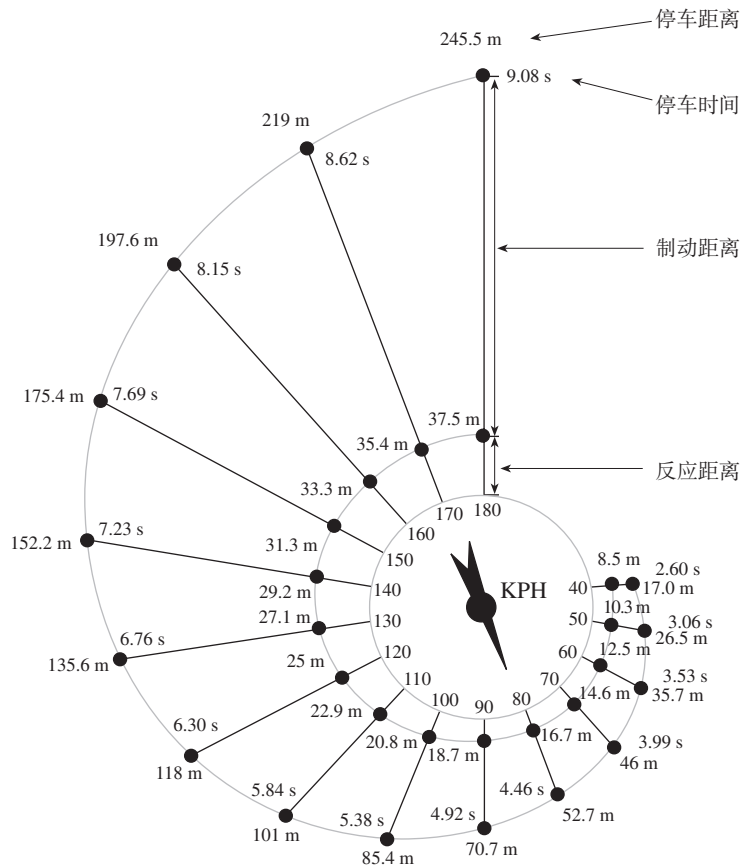 停车距离
245.5 m
9.08 s
停车时间
219 m
8.62 s
197.6 m
8.15 s
制动距离
175.4 m
7.69 s
37.5 m
35.4 m
反应距离
33.3 m
170
180
160
31.3 m
150
152.2 m
7.23 s
29.2 m
140
KPH
40
8.5 m
2.60 s
17.0 m
27.1 m
130
50
10.3 m
3.06 s
26.5 m
135.6 m
6.76 s
25 m
120
60
12.5 m
3.53 s
35.7 m
22.9 m
110
100
90
80
70
14.6 m
6.30 s
118 m
20.8 m
18.7 m
16.7 m
3.99 s
46 m
5.84 s
101 m
5.38 s
85.4 m
4.92 s
70.7 m
4.46 s
52.7 m